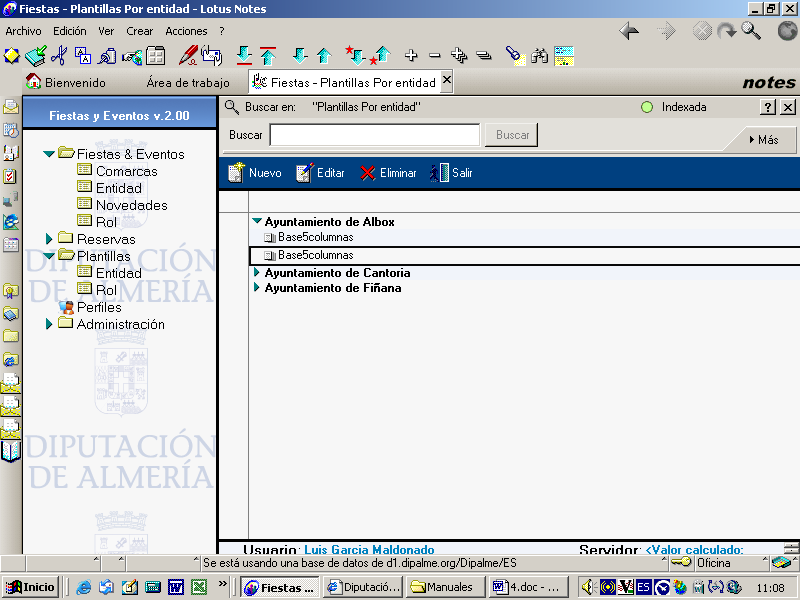 Fiestas - Plantillas Por entidad - Lotus Notes
Archivo Edición Ver Crear Acciones ?
Bienvenido Área de trabajo Fiestas - Plantillas Por entidad notes
Fiestas y Eventos v.2.00
Buscar en: "Plantillas Por entidad" Indexada ?
Buscar Buscar Más
Nuevo Editar Eliminar Salir
Fiestas & Eventos
Comarcas
Entidad
Novedades
Rol
Reservas
Plantillas
Entidad
Rol
Perfiles
Administración
DIPUTACIÓN
DE ALMERÍA
DIPUTACIÓN
DE ALMERÍA
Ayuntamiento de Albox
Base5columnas
Base5columnas
Ayuntamiento de Cantoria
Ayuntamiento de Fiñana
Usuario: Luis Garcia Maldonado Servidor: <Valor calculado:
Se está usando una base de datos de d1.dipalme.org/Dipalme/ES Oficina
Inicio » Fiestas ... Diputació... Manuales 4.doc - ... ES 11:08